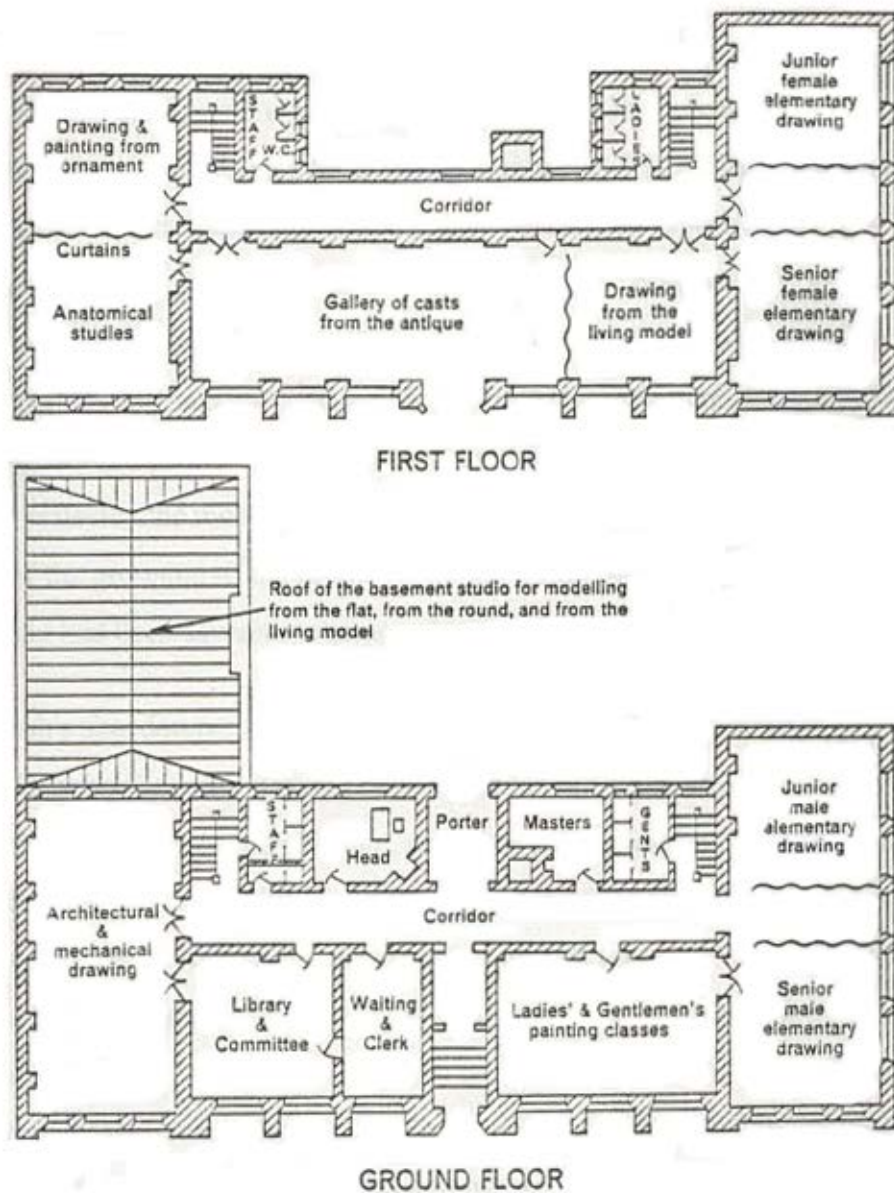 Drawing &
painting from
ornament
STAFF
W.C.
LADIES
Junior
female
elementary
drawing
Corridor
Curtains
Anatomical
studies
Gallery of casts
from the antique
Drawing
from the
living model
Senior
female
elementary
drawing
FIRST FLOOR
Roof of the basement studio for modelling
from the flat, from the round, and from the
living model
STAFF
Head
Porter
Masters
GENTS
Junior
male
elementary
drawing
Architectural
&
mechanical
drawing
Corridor
Library
&
Committee
Waiting
&
Clerk
Ladies' & Gentlemen's
painting classes
Senior
male
elementary
drawing
GROUND FLOOR